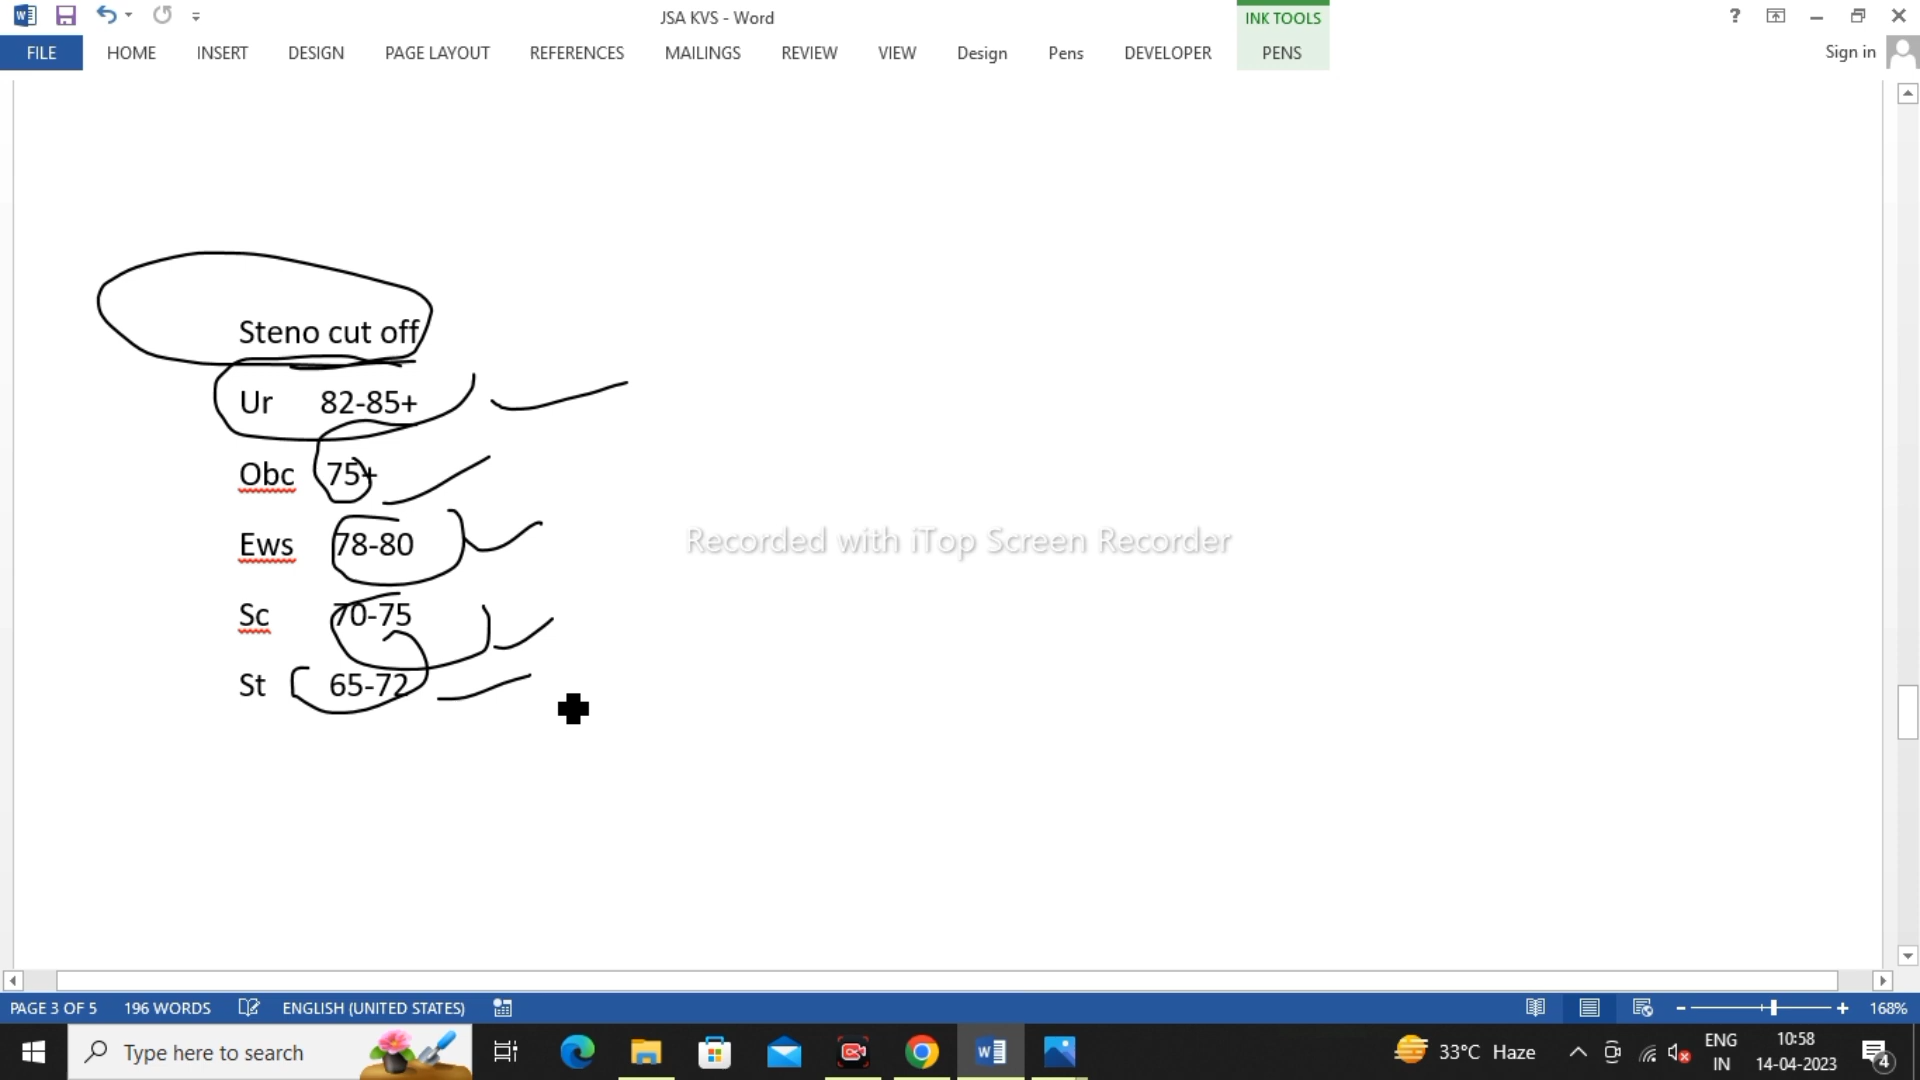 JSA KVS - Word
INK TOOLS
?
FILE HOME INSERT DESIGN PAGE LAYOUT REFERENCES MAILINGS REVIEW VIEW Design Pens DEVELOPER PENS Sign in
Steno cut off
Ur 82-85+
Obc 75+
Ews 78-80
Recorded with iTop Screen Recorder
Sc 70-75
St 65-72
PAGE 3 OF 5 196 WORDS ENGLISH (UNITED STATES) 168%
Type here to search 33°C Haze ENG 10:58
IN 14-04-2023 4